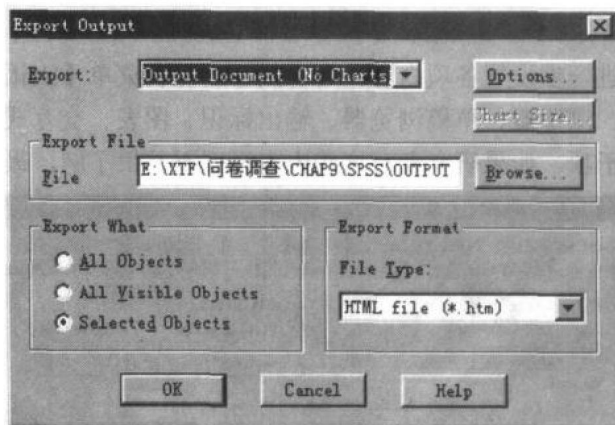 Export Output
Export: Output Document (No Charts Options...
Chart Size...
Export File
File E:\XTF\问卷调查\CHAP9\SPSS\OUTPUT Browse...
Export What Export Format
All Objects File Type:
All Visible Objects
Selected Objects HTML file (*.htm)
OK Cancel Help